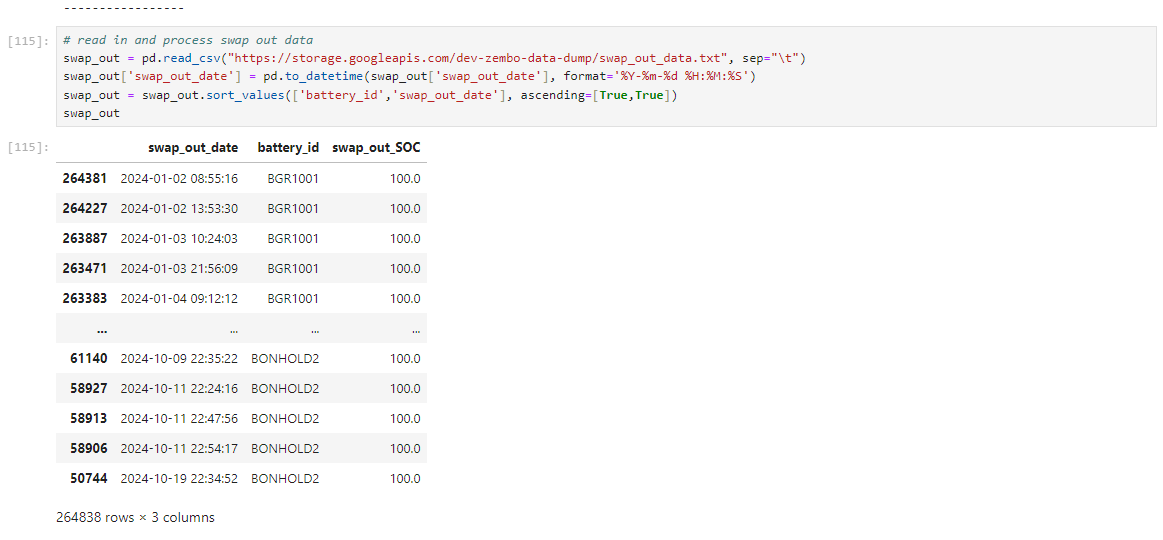 -----------------
[115]: # read in and process swap out data
swap_out = pd.read_csv("https://storage.googleapis.com/dev-zembo-data-dump/swap_out_data.txt", sep="\t")
swap_out['swap_out_date'] = pd.to_datetime(swap_out['swap_out_date'], format='%Y-%m-%d %H:%M:%S')
swap_out = swap_out.sort_values(['battery_id','swap_out_date'], ascending=[True,True])
swap_out
[115]: swap_out_date battery_id swap_out_SOC
264381 2024-01-02 08:55:16 BGR1001 100.0
264227 2024-01-02 13:53:30 BGR1001 100.0
263887 2024-01-03 10:24:03 BGR1001 100.0
263471 2024-01-03 21:56:09 BGR1001 100.0
263383 2024-01-04 09:12:12 BGR1001 100.0
... ... ... ...
61140 2024-10-09 22:35:22 BONHOLD2 100.0
58927 2024-10-11 22:24:16 BONHOLD2 100.0
58913 2024-10-11 22:47:56 BONHOLD2 100.0
58906 2024-10-11 22:54:17 BONHOLD2 100.0
50744 2024-10-19 22:34:52 BONHOLD2 100.0
264838 rows × 3 columns